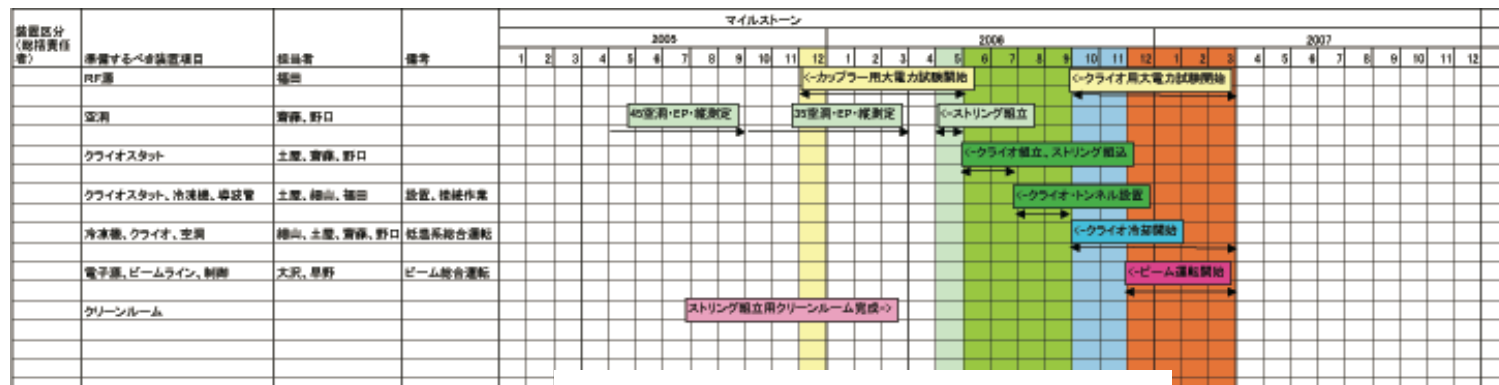 マイルストーン
装置区分
(総括責任
者)
準備するべき装置項目 担当者 備考
2005 2006 2007
1 2 3 4 5 6 7 8 9 10 11 12 1 2 3 4 5 6 7 8 9 10 11 12 1 2 3 4 5 6 7 8 9 10 11 12
RF源 福田 <-カップラー用大電力試験開始 <-クライオ用大電力試験開始
空洞 齋藤、野口 45空洞・EP・縦測定 35空洞・EP・縦測定 <-ストリング組立
クライオスタット 土屋、齋藤、野口 <-クライオ組立、ストリング組込
クライオスタット、冷凍機、導波管 土屋、細山、福田 設置、接続作業 <-クライオ・トンネル設置
冷凍機、クライオ、空洞 細山、土屋、齋藤、野口 低温系総合運転 <-クライオ冷却開始
電子源、ビームライン、制御 大沢、早野 ビーム総合運転 <-ビーム運転開始
クリーンルーム ストリング組立用クリーンルーム完成->